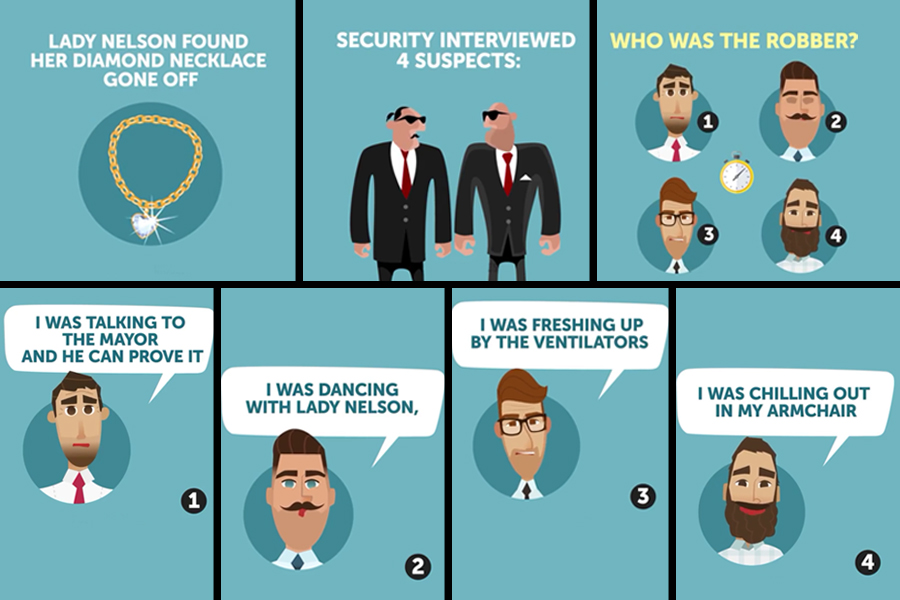 LADY NELSON FOUND
HER DIAMOND NECKLACE
GONE OFF
SECURITY INTERVIEWED
4 SUSPECTS:
WHO WAS THE ROBBER?
1
2
3
4
I WAS TALKING TO
THE MAYOR
AND HE CAN PROVE IT
1
I WAS DANCING
WITH LADY NELSON,
2
I WAS FRESHING UP
BY THE VENTILATORS
3
I WAS CHILLING OUT
IN MY ARMCHAIR
4